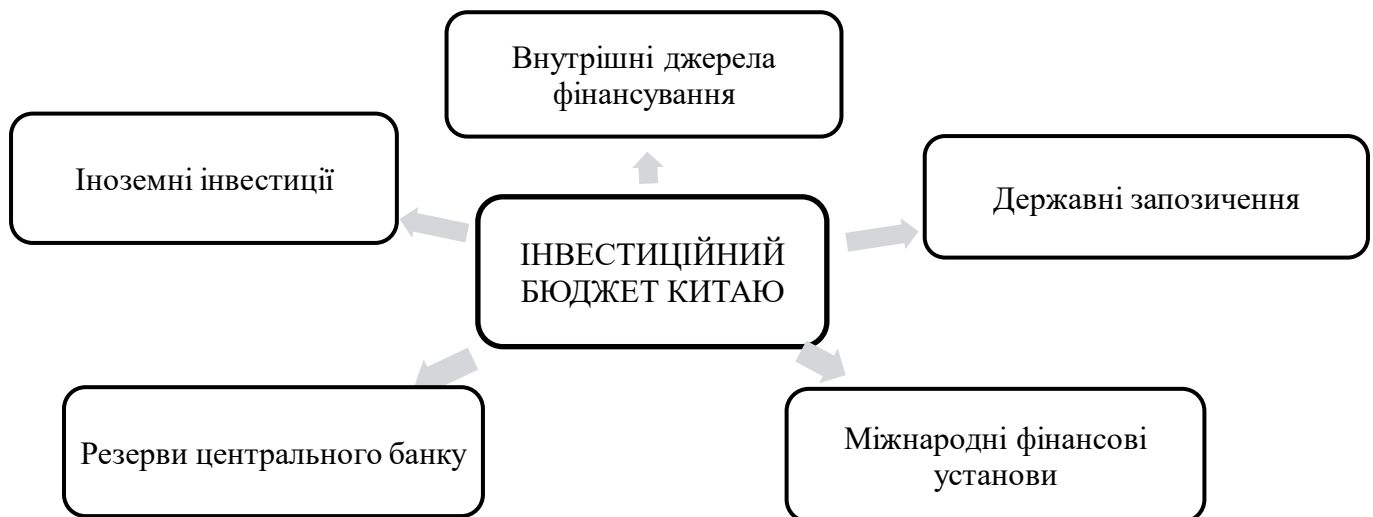 Внутрішні джерела
фінансування
Іноземні інвестиції
Державні запозичення
ІНВЕСТИЦІЙНИЙ
БЮДЖЕТ КИТАЮ
Резерви центрального банку
Міжнародні фінансові
установи